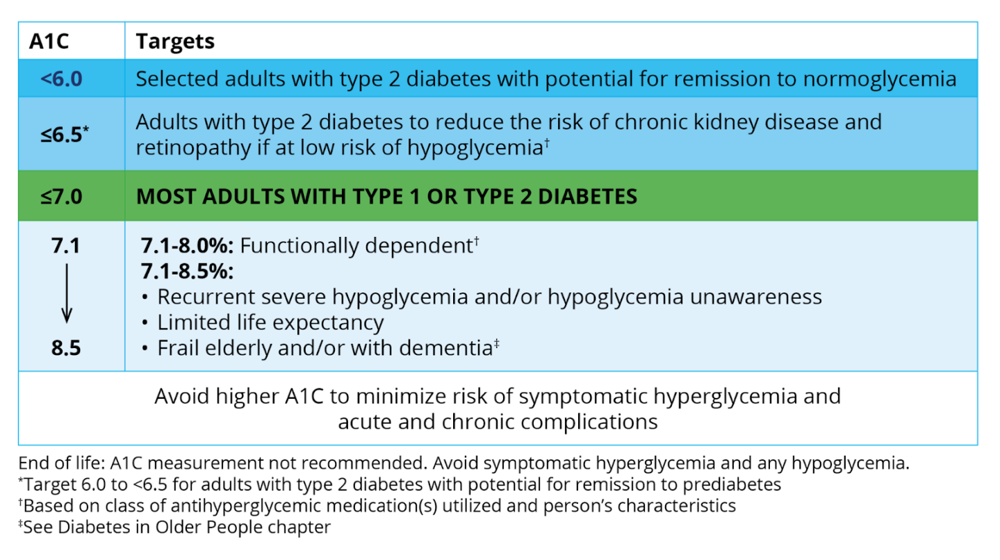 A1C Targets
<6.0 Selected adults with type 2 diabetes with potential for remission to normoglycemia
≤6.5* Adults with type 2 diabetes to reduce the risk of chronic kidney disease and
retinopathy if at low risk of hypoglycemia†
≤7.0 MOST ADULTS WITH TYPE 1 OR TYPE 2 DIABETES
7.1 7.1-8.0%: Functionally dependent†
7.1-8.5%:
• Recurrent severe hypoglycemia and/or hypoglycemia unawareness
• Limited life expectancy
8.5 • Frail elderly and/or with dementia‡
Avoid higher A1C to minimize risk of symptomatic hyperglycemia and
acute and chronic complications
End of life: A1C measurement not recommended. Avoid symptomatic hyperglycemia and any hypoglycemia.
*Target 6.0 to <6.5 for adults with type 2 diabetes with potential for remission to prediabetes
†Based on class of antihyperglycemic medication(s) utilized and person’s characteristics
‡See Diabetes in Older People chapter